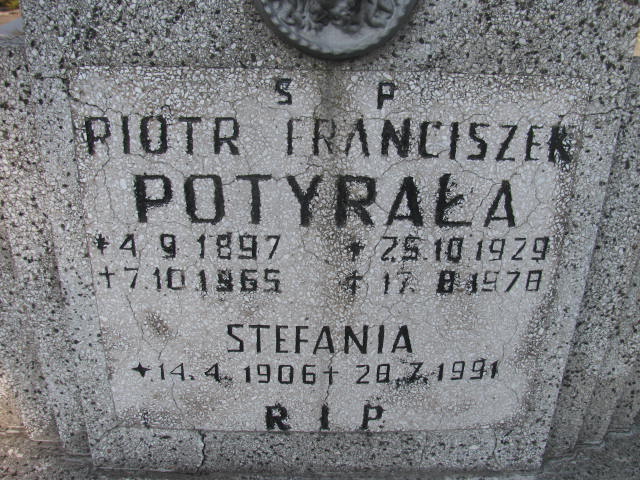 S P
PIOTR FRANCISZEK
POTYRAŁA
* 4 9 1897 * 25.10.1929
+ 7.10.1965 + 17. 8.1978
STEFANIA
* 14.4.1906 + 28.7.1991
R I P